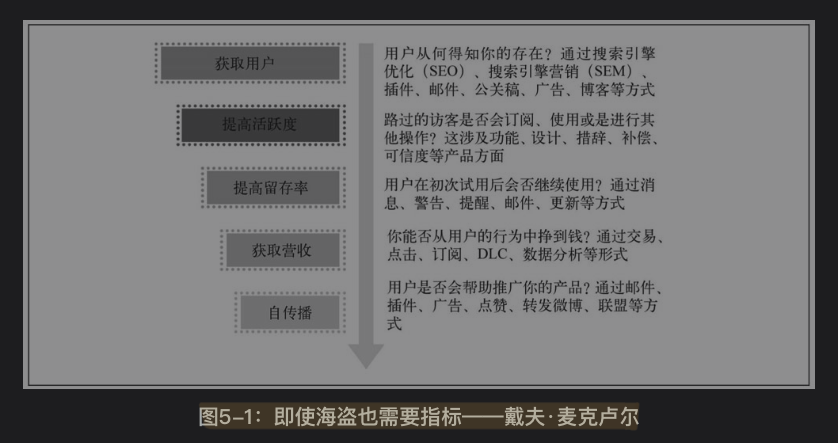 获取用户
用户从何得知你的存在？通过搜索引擎
优化（SEO）、搜索引擎营销（SEM）、
插件、邮件、公关稿、广告、博客等方式
提高活跃度
路过的访客是否会订阅、使用或是进行其
他操作？这涉及功能、设计、措辞、补偿、
可信度等产品方面
提高留存率
用户在初次试用后会否继续使用？通过消
息、警告、提醒、邮件、更新等方式
获取营收
你能否从用户的行为中挣到钱？通过交易、
点击、订阅、DLC、数据分析等形式
自传播
用户是否会帮助推广你的产品？通过邮件、
插件、广告、点赞、转发微博、联盟等方
式
图5-1：即使海盗也需要指标——戴夫·麦克卢尔